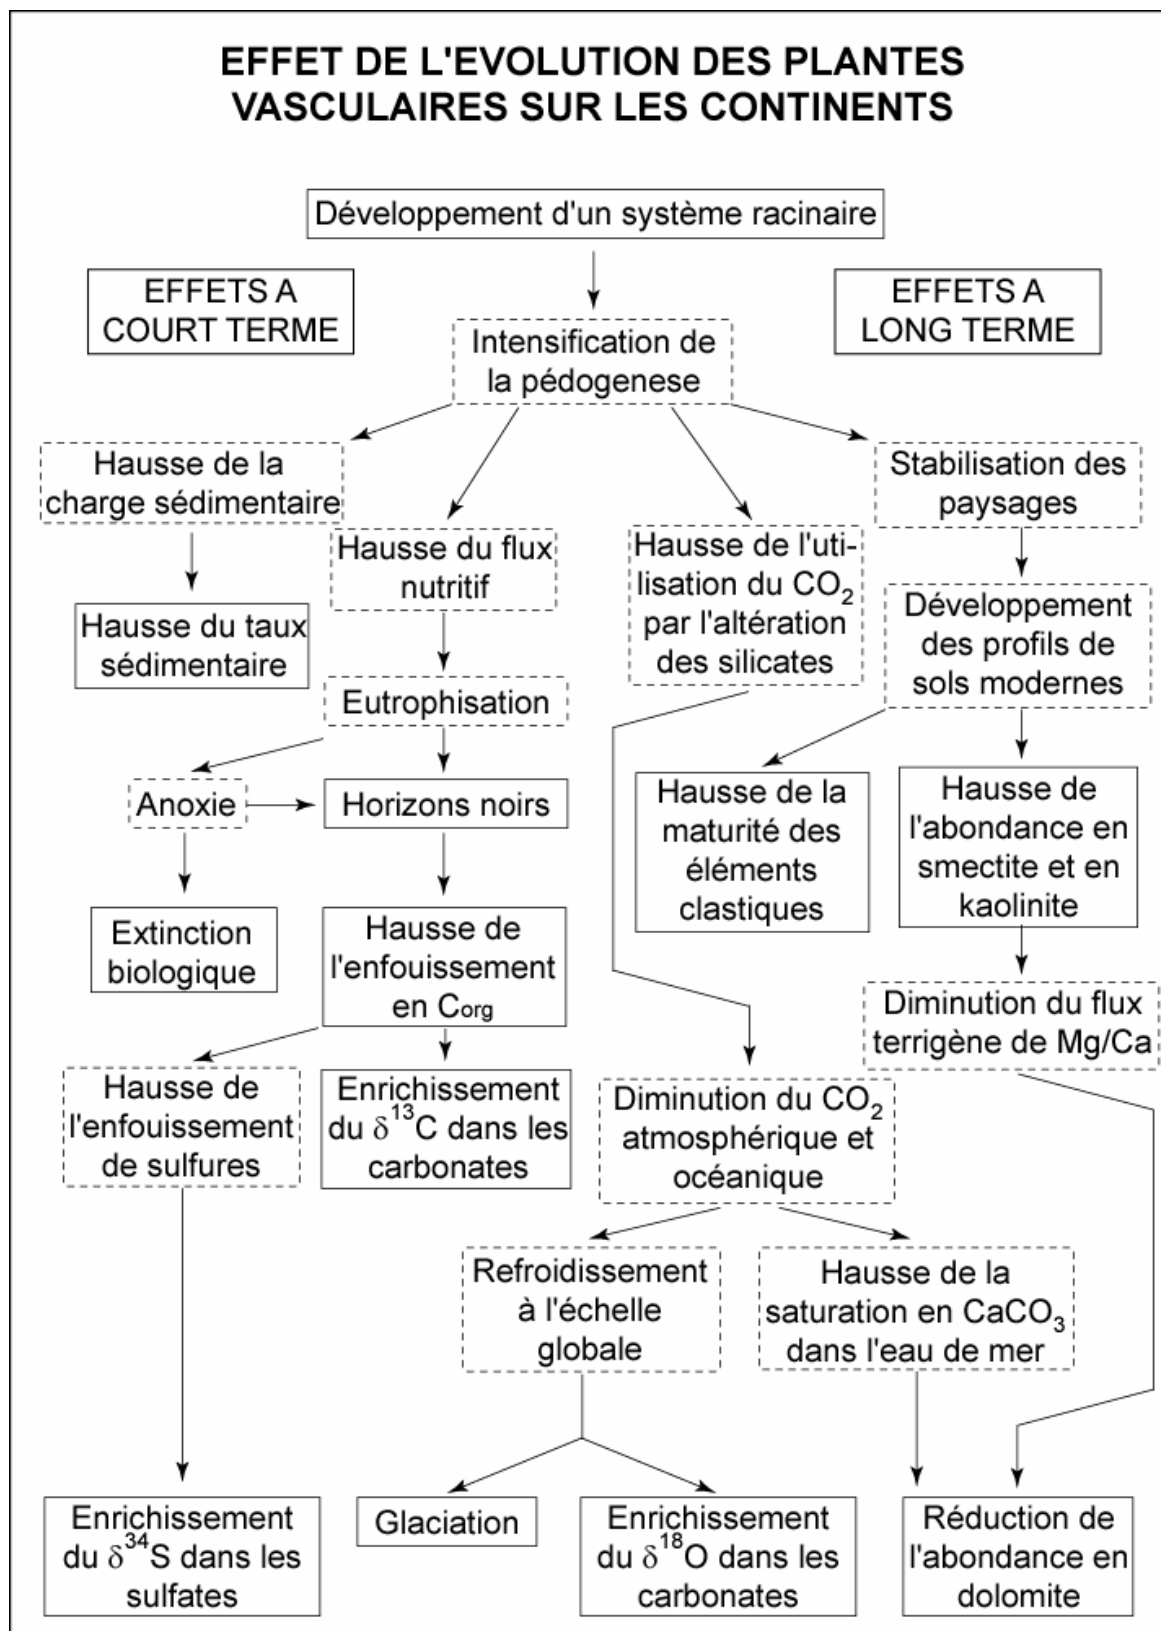 EFFET DE L'EVOLUTION DES PLANTES
VASCULAIRES SUR LES CONTINENTS
Développement d'un système racinaire
EFFETS A
COURT TERME
EFFETS A
LONG TERME
Intensification de
la pédogenese
Hausse de la
charge sédimentaire
Stabilisation des
paysages
Hausse du flux
nutritif
Hausse de l'uti-
lisation du CO₂
par l'altération
des silicates
Hausse du taux
sédimentaire
Développement
des profils de
sols modernes
Eutrophisation
Anoxie
Horizons noirs
Hausse de la
maturité des
éléments
clastiques
Hausse de
l'abondance en
smectite et en
kaolinite
Extinction
biologique
Hausse de
l'enfouissement
en Corg
Diminution du flux
terrigène de Mg/Ca
Hausse de
l'enfouissement
de sulfures
Enrichissement
du δ¹³C dans les
carbonates
Diminution du CO₂
atmosphérique et
océanique
Refroidissement
à l'échelle
globale
Hausse de la
saturation en CaCO₃
dans l'eau de mer
Enrichissement
du δ³⁴S dans les
sulfates
Glaciation
Enrichissement
du δ¹⁸O dans les
carbonates
Réduction de
l'abondance en
dolomite